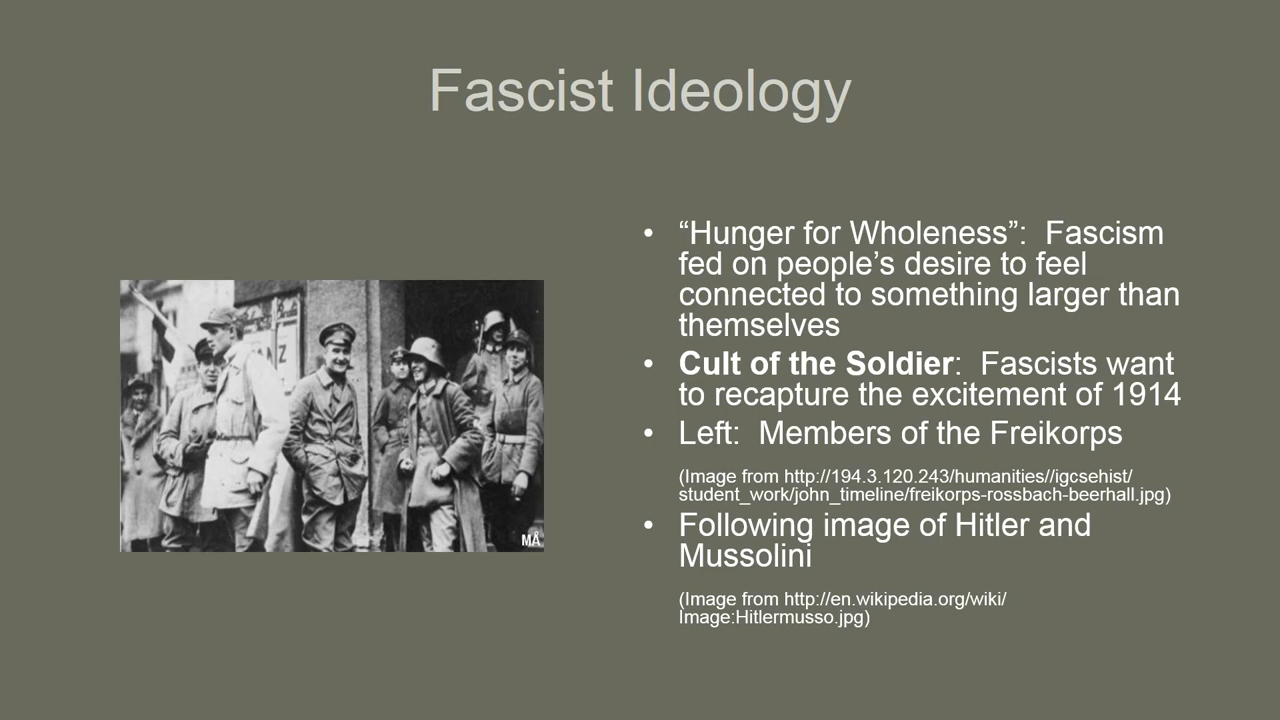 Fascist Ideology
• “Hunger for Wholeness”:  Fascism
fed on people’s desire to feel
connected to something larger than
themselves
• Cult of the Soldier:  Fascists want
to recapture the excitement of 1914
• Left:  Members of the Freikorps
(Image from http://194.3.120.243/humanities//igcsehist/
student_work/john_timeline/freikorps-rossbach-beerhall.jpg)
• Following image of Hitler and
Mussolini
(Image from http://en.wikipedia.org/wiki/
Image:Hitlermusso.jpg)
MÅ